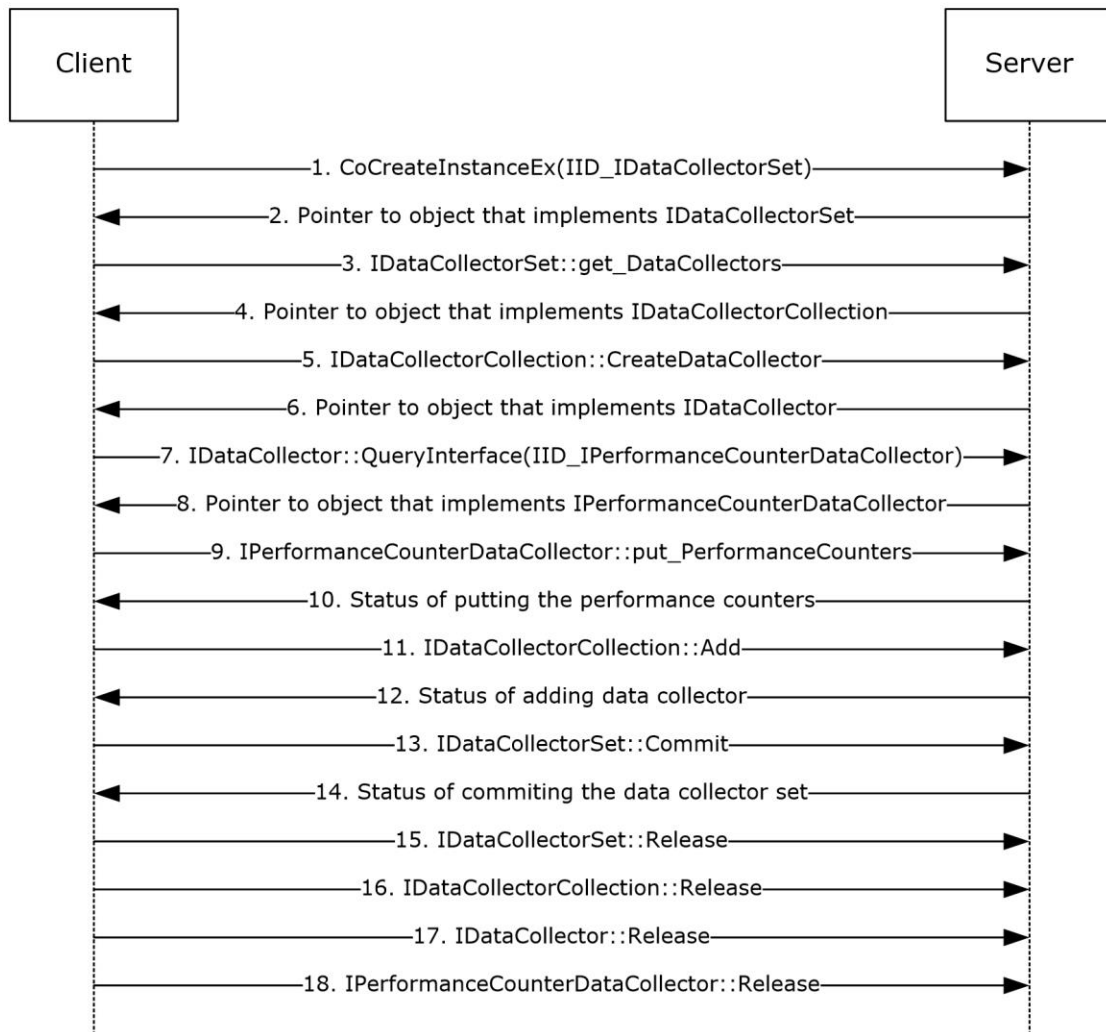 Client
Server
1. CoCreateInstanceEx(IID_IDataCollectorSet)
2. Pointer to object that implements IDataCollectorSet
3. IDataCollectorSet::get_DataCollectors
4. Pointer to object that implements IDataCollectorCollection
5. IDataCollectorCollection::CreateDataCollector
6. Pointer to object that implements IDataCollector
7. IDataCollector::QueryInterface(IID_IPerformanceCounterDataCollector)
8. Pointer to object that implements IPerformanceCounterDataCollector
9. IPerformanceCounterDataCollector::put_PerformanceCounters
10. Status of putting the performance counters
11. IDataCollectorCollection::Add
12. Status of adding data collector
13. IDataCollectorSet::Commit
14. Status of commiting the data collector set
15. IDataCollectorSet::Release
16. IDataCollectorCollection::Release
17. IDataCollector::Release
18. IPerformanceCounterDataCollector::Release